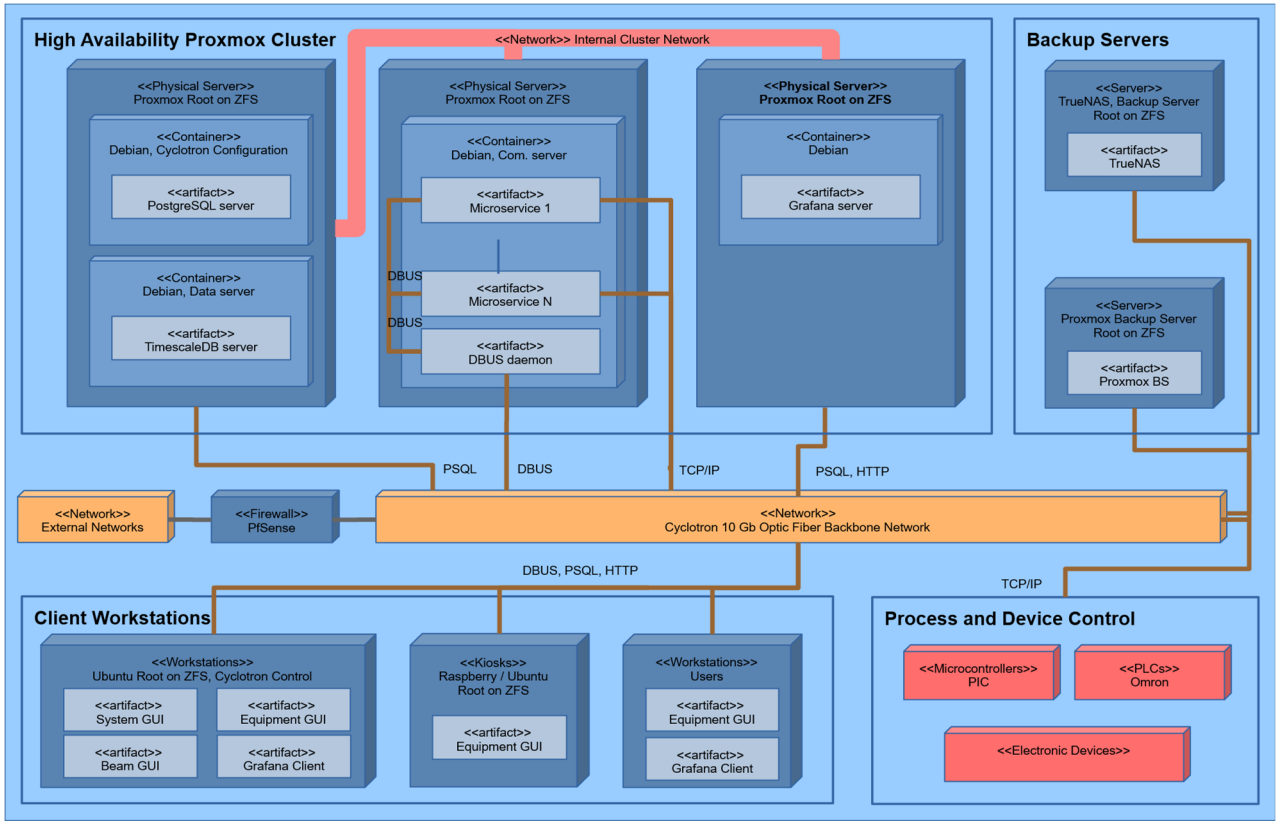 High Availability Proxmox Cluster
<<Network>> Internal Cluster Network
<<Physical Server>>
Proxmox Root on ZFS
<<Container>>
Debian, Cyclotron Configuration
<<artifact>>
PostgreSQL server
<<Container>>
Debian, Data server
<<artifact>>
TimescaleDB server
<<Physical Server>>
Proxmox Root on ZFS
<<Container>>
Debian, Com. server
<<artifact>>
Microservice 1
DBUS
<<artifact>>
Microservice N
DBUS
<<artifact>>
DBUS daemon
<<Physical Server>>
Proxmox Root on ZFS
<<Container>>
Debian
<<artifact>>
Grafana server
Backup Servers
<<Server>>
TrueNAS, Backup Server
Root on ZFS
<<artifact>>
TrueNAS
<<Server>>
Proxmox Backup Server
Root on ZFS
<<artifact>>
Proxmox BS
PSQL
DBUS
TCP/IP
PSQL, HTTP
<<Network>>
External Networks
<<Firewall>>
PfSense
<<Network>>
Cyclotron 10 Gb Optic Fiber Backbone Network
DBUS, PSQL, HTTP
TCP/IP
Client Workstations
<<Workstations>>
Ubuntu Root on ZFS, Cyclotron Control
<<artifact>>
System GUI
<<artifact>>
Equipment GUI
<<artifact>>
Beam GUI
<<artifact>>
Grafana Client
<<Kiosks>>
Raspberry / Ubuntu
Root on ZFS
<<artifact>>
Equipment GUI
<<Workstations>>
Users
<<artifact>>
Equipment GUI
<<artifact>>
Grafana Client
Process and Device Control
<<Microcontrollers>>
PIC
<<PLCs>>
Omron
<<Electronic Devices>>